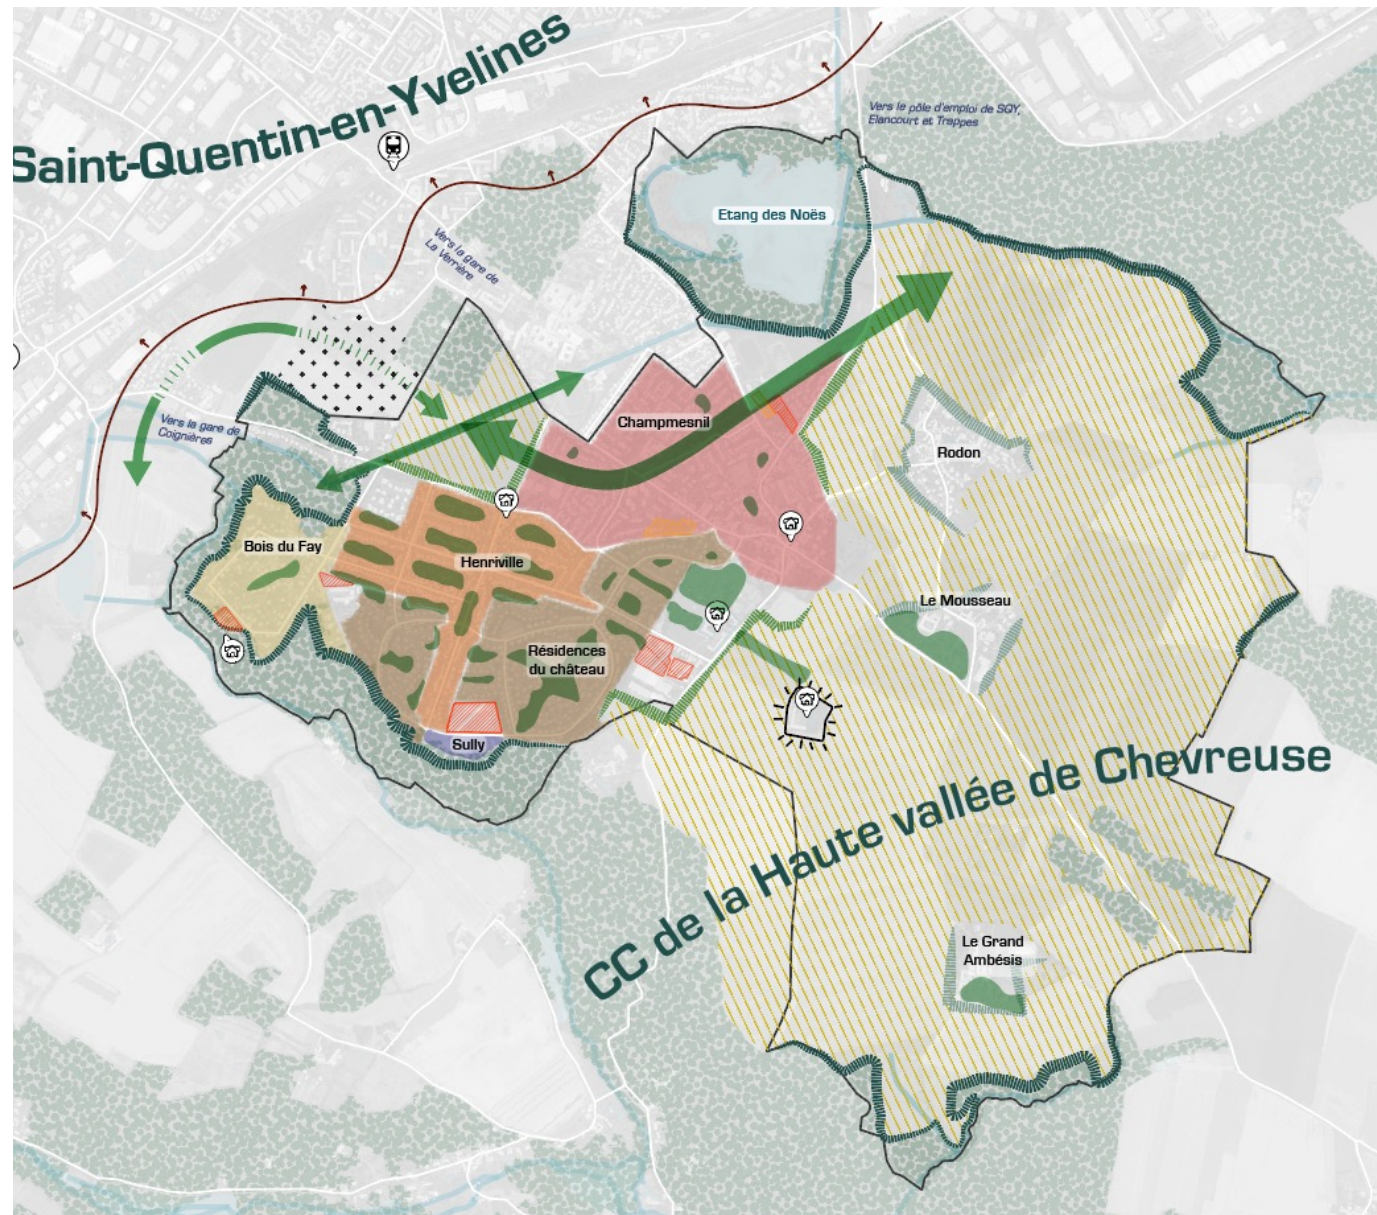 Saint-Quentin-en-Yvelines
Vers le pôle d'emploi de SQY,
Elancourt et Trappes
Etang des Noës
Vers la gare de
La Verrière
Vers la gare de
Coignières
Champmesnil
Rodon
Bois du Fay
Henriville
Le Mousseau
Résidences
du château
Sully
CC de la Haute vallée de Chevreuse
Le Grand
Ambésis